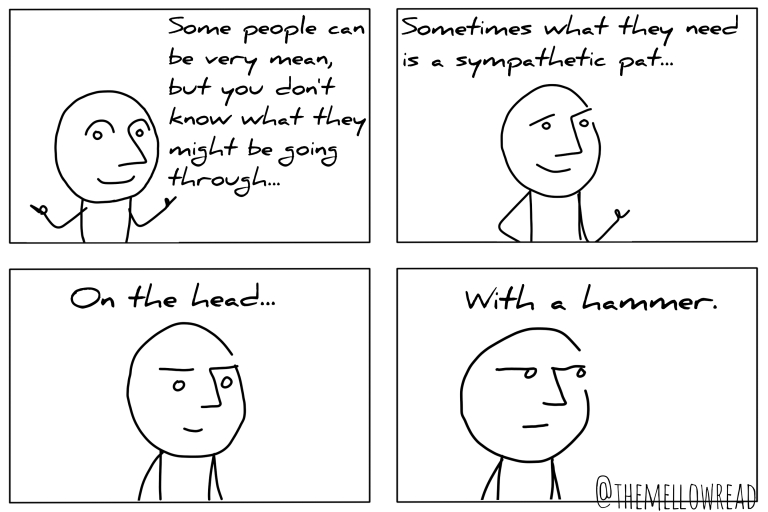 Some people can
be very mean,
but you don't
know what they
might be going
through...
Sometimes what they need
is a sympathetic pat...
On the head...
With a hammer.
@THEMELLOWREAD